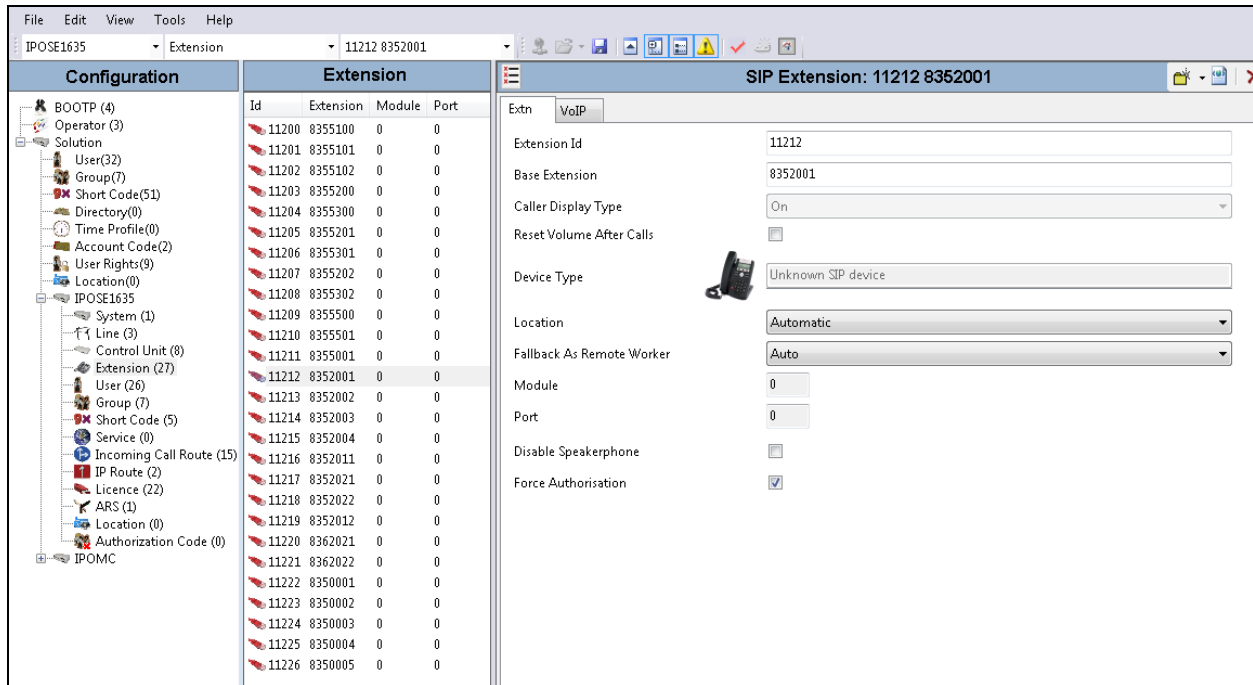 File Edit View Tools Help
IPOSE1635 Extension 11212 8352001
Configuration
BOOTP (4)
Operator (3)
Solution
User(32)
Group(7)
Short Code(51)
Directory(0)
Time Profile(0)
Account Code(2)
User Rights(9)
Location(0)
IPOSE1635
System (1)
Line (3)
Control Unit (8)
Extension (27)
User (26)
Group (7)
Short Code (5)
Service (0)
Incoming Call Route (15)
IP Route (2)
Licence (22)
ARS (1)
Location (0)
Authorization Code (0)
IPOMC
Extension
Id Extension Module Port
11200 8355100 0 0
11201 8355101 0 0
11202 8355102 0 0
11203 8355200 0 0
11204 8355300 0 0
11205 8355201 0 0
11206 8355301 0 0
11207 8355202 0 0
11208 8355302 0 0
11209 8355500 0 0
11210 8355501 0 0
11211 8355001 0 0
11212 8352001 0 0
11213 8352002 0 0
11214 8352003 0 0
11215 8352004 0 0
11216 8352011 0 0
11217 8352021 0 0
11218 8352022 0 0
11219 8352012 0 0
11220 8362021 0 0
11221 8362022 0 0
11222 8350001 0 0
11223 8350002 0 0
11224 8350003 0 0
11225 8350004 0 0
11226 8350005 0 0
SIP Extension: 11212 8352001
Extn VoIP
Extension Id 11212
Base Extension 8352001
Caller Display Type On
Reset Volume After Calls
Device Type Unknown SIP device
Location Automatic
Fallback As Remote Worker Auto
Module 0
Port 0
Disable Speakerphone
Force Authorisation